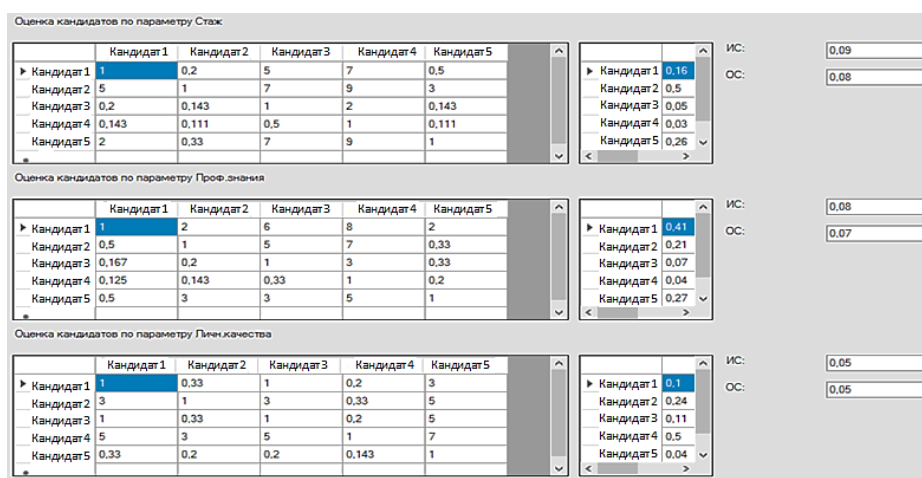 Оценка кандидатов по параметру Стаж
Кандидат1 Кандидат2 Кандидат3 Кандидат4 Кандидат5
Кандидат1 1 0,2 5 7 0,5
Кандидат2 5 1 7 9 3
Кандидат3 0,2 0,143 1 2 0,143
Кандидат4 0,143 0,111 0,5 1 0,111
Кандидат5 2 0,33 7 9 1
Кандидат1 0,16
Кандидат2 0,5
Кандидат3 0,05
Кандидат4 0,03
Кандидат5 0,26
ИС: 0,09
ОС: 0,08
Оценка кандидатов по параметру Проф.знания
Кандидат1 Кандидат2 Кандидат3 Кандидат4 Кандидат5
Кандидат1 1 2 6 8 2
Кандидат2 0,5 1 5 7 0,33
Кандидат3 0,167 0,2 1 3 0,33
Кандидат4 0,125 0,143 0,33 1 0,2
Кандидат5 0,5 3 3 5 1
Кандидат1 0,41
Кандидат2 0,21
Кандидат3 0,07
Кандидат4 0,04
Кандидат5 0,27
ИС: 0,08
ОС: 0,07
Оценка кандидатов по параметру Личн.качества
Кандидат1 Кандидат2 Кандидат3 Кандидат4 Кандидат5
Кандидат1 1 0,33 1 0,2 3
Кандидат2 3 1 3 0,33 5
Кандидат3 1 0,33 1 0,2 5
Кандидат4 5 3 5 1 7
Кандидат5 0,33 0,2 0,2 0,143 1
Кандидат1 0,1
Кандидат2 0,24
Кандидат3 0,11
Кандидат4 0,5
Кандидат5 0,04
ИС: 0,05
ОС: 0,05